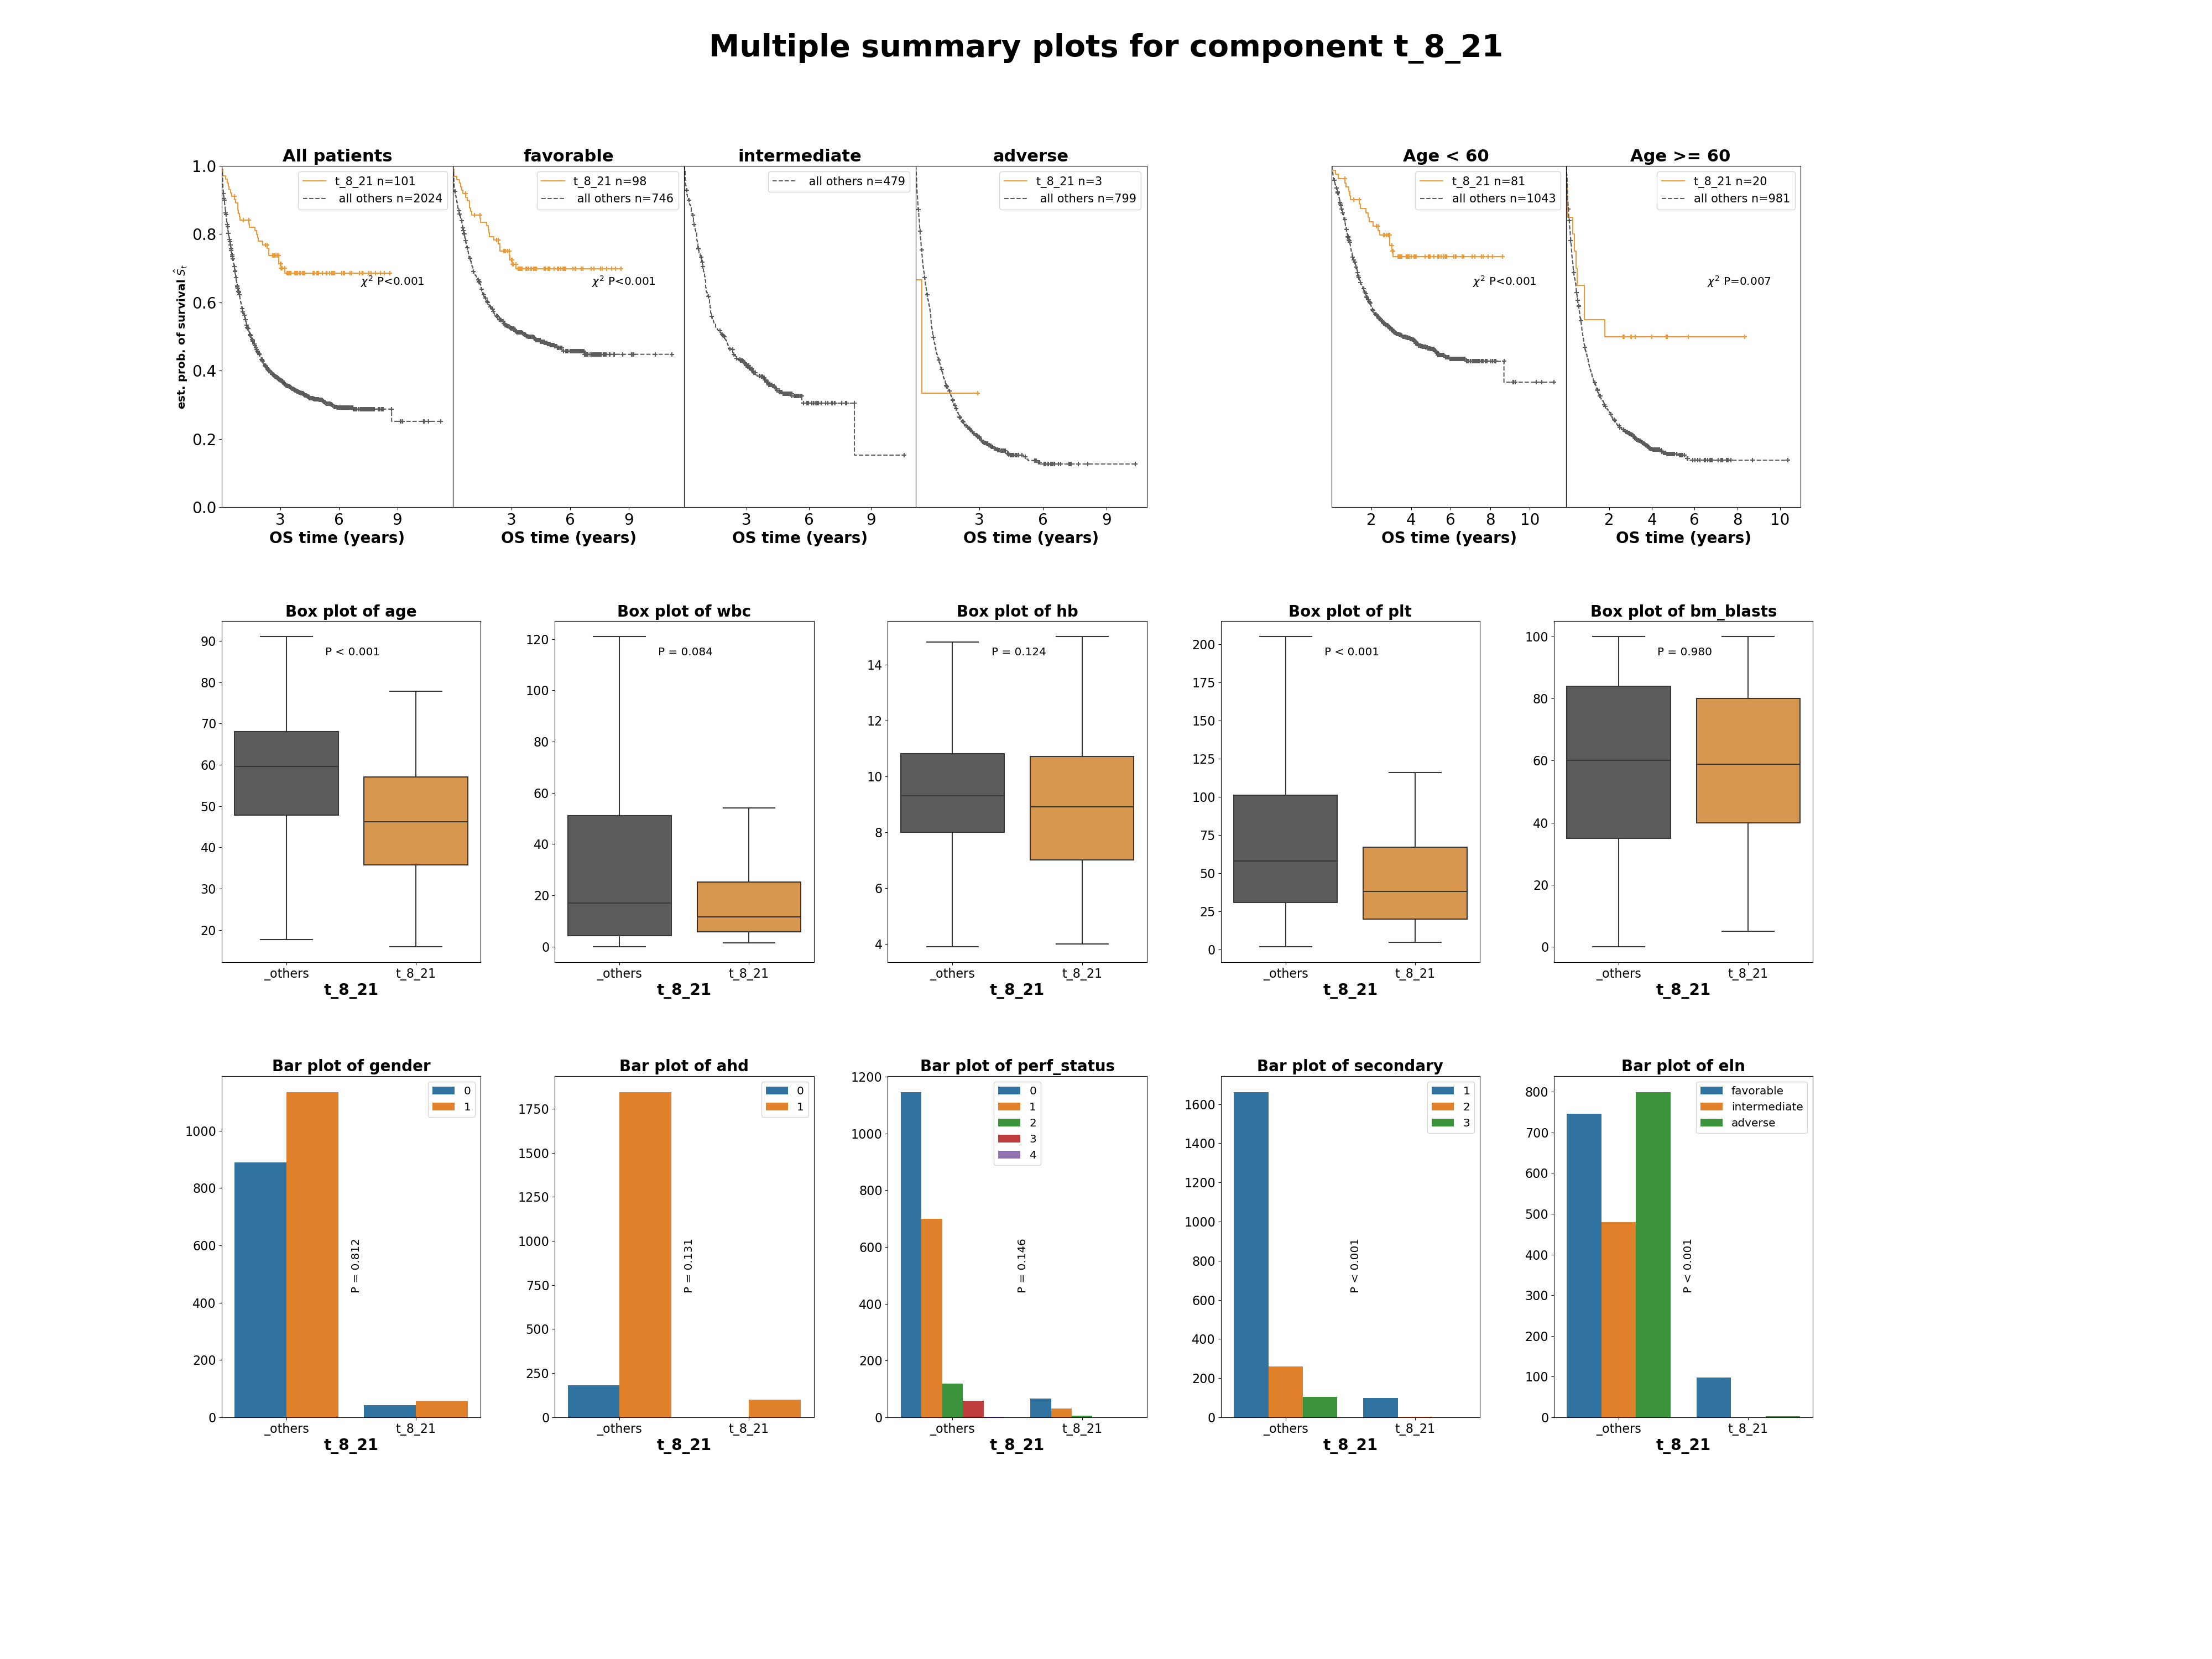 Multiple summary plots for component t_8_21
All patients
favorable
intermediate
adverse
Age < 60
Age >= 60
est. prob. of survival Ŝt
1.0
0.8
0.6
0.4
0.2
0.0
t_8_21 n=101
all others n=2024
χ² P<0.001
t_8_21 n=98
all others n=746
χ² P<0.001
all others n=479
t_8_21 n=3
all others n=799
t_8_21 n=81
all others n=1043
χ² P<0.001
t_8_21 n=20
all others n=981
χ² P=0.007
3 6 9
3 6 9
3 6 9
3 6 9
2 4 6 8 10
2 4 6 8 10
OS time (years)
OS time (years)
OS time (years)
OS time (years)
OS time (years)
OS time (years)
Box plot of age
90
80
70
60
50
40
30
20
P < 0.001
_others t_8_21
t_8_21
Box plot of wbc
120
100
80
60
40
20
0
P = 0.084
_others t_8_21
t_8_21
Box plot of hb
14
12
10
8
6
4
P = 0.124
_others t_8_21
t_8_21
Box plot of plt
200
175
150
125
100
75
50
25
0
P < 0.001
_others t_8_21
t_8_21
Box plot of bm_blasts
100
80
60
40
20
0
P = 0.980
_others t_8_21
t_8_21
Bar plot of gender
1000
800
600
400
200
0
0
1
P = 0.812
_others t_8_21
t_8_21
Bar plot of ahd
1750
1500
1250
1000
750
500
250
0
0
1
P = 0.131
_others t_8_21
t_8_21
Bar plot of perf_status
1200
1000
800
600
400
200
0
0
1
2
3
4
P = 0.146
_others t_8_21
t_8_21
Bar plot of secondary
1600
1400
1200
1000
800
600
400
200
0
1
2
3
P < 0.001
_others t_8_21
t_8_21
Bar plot of eln
800
700
600
500
400
300
200
100
0
favorable
intermediate
adverse
P < 0.001
_others t_8_21
t_8_21